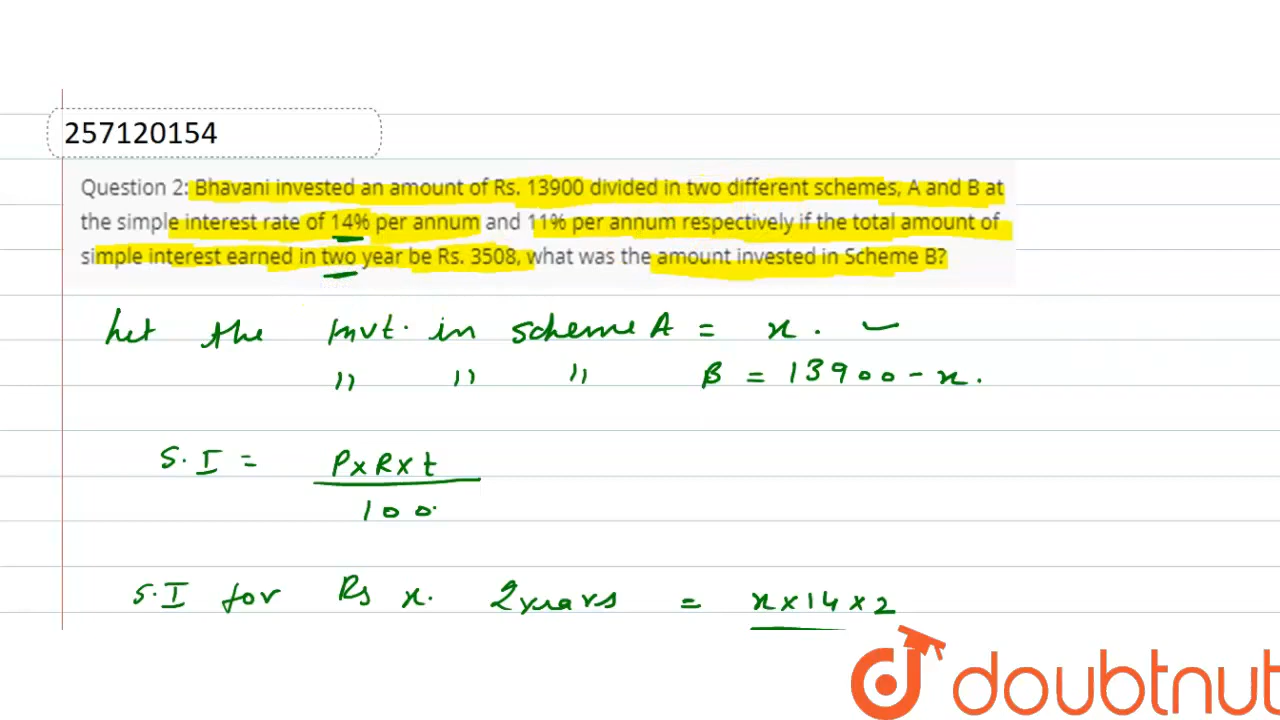 257120154
Question 2: Bhavani invested an amount of Rs. 13900 divided in two different schemes, A and B at
the simple interest rate of 14% per annum and 11% per annum respectively if the total amount of
simple interest earned in two year be Rs. 3508, what was the amount invested in Scheme B?
Let the Invt. in scheme A = x.
" " " B = 13900 - x.
S.I = P x R x t
100
S.I for Rs x. 2 years = x x 14 x 2
doubtnut